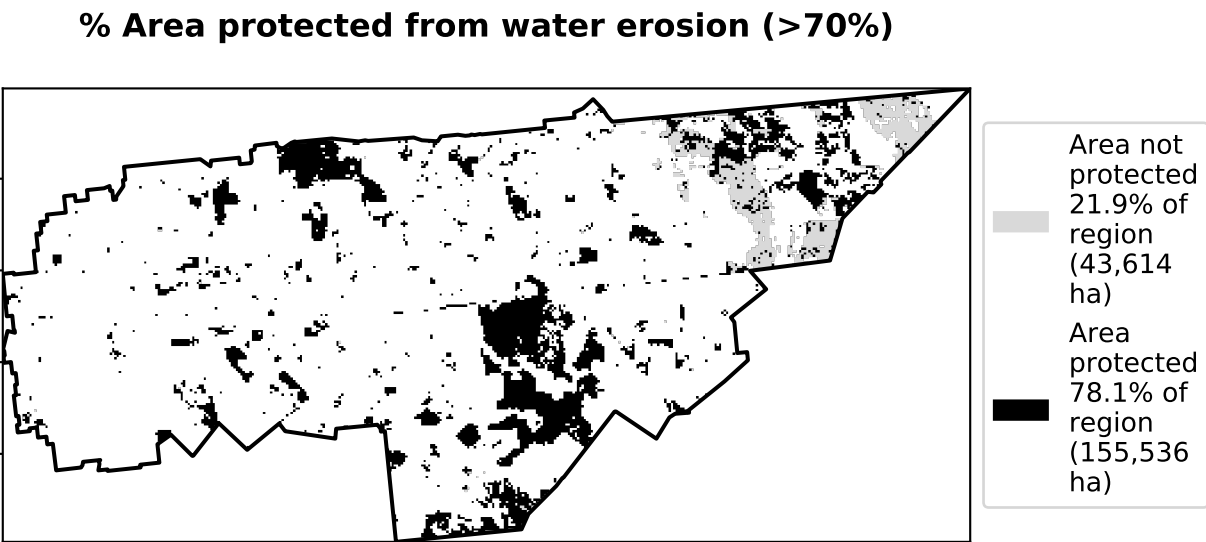 % Area protected from water erosion (>70%)
Area not
protected
21.9% of
region
(43,614
ha)
Area
protected
78.1% of
region
(155,536
ha)